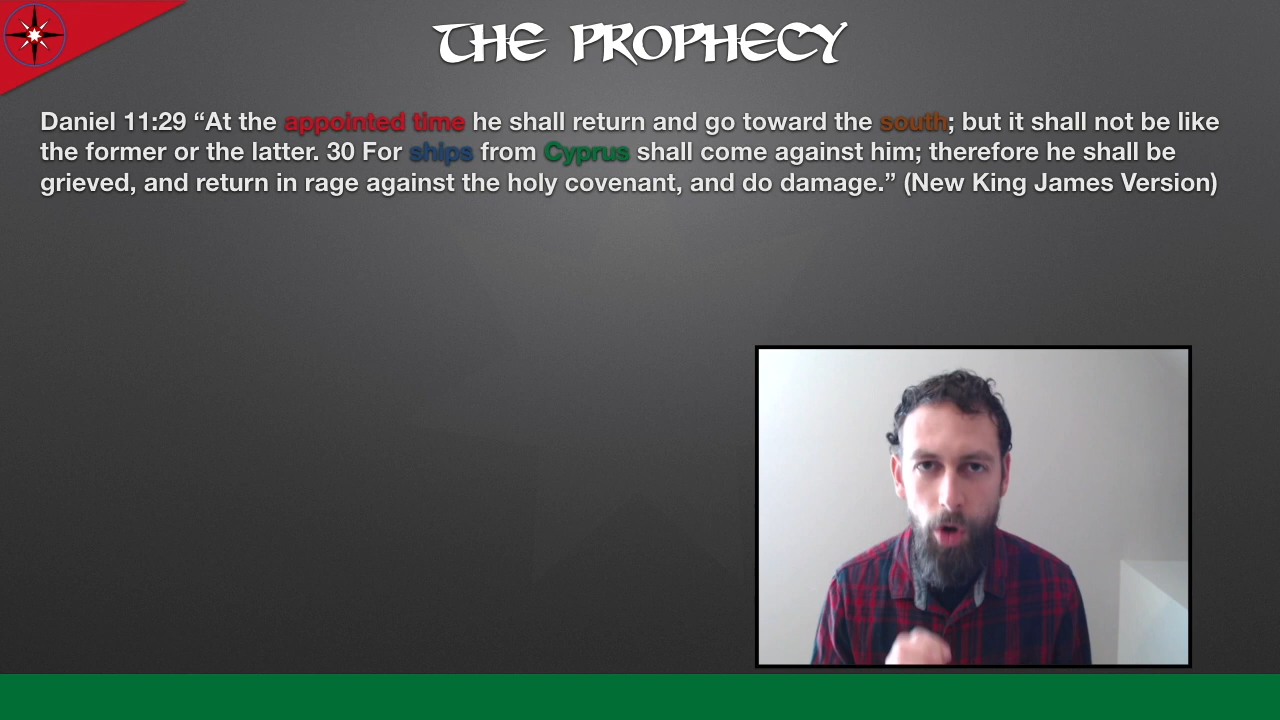 THE PROPHECY
Daniel 11:29 “At the appointed time he shall return and go toward the south; but it shall not be like
the former or the latter. 30 For ships from Cyprus shall come against him; therefore he shall be
grieved, and return in rage against the holy covenant, and do damage.” (New King James Version)